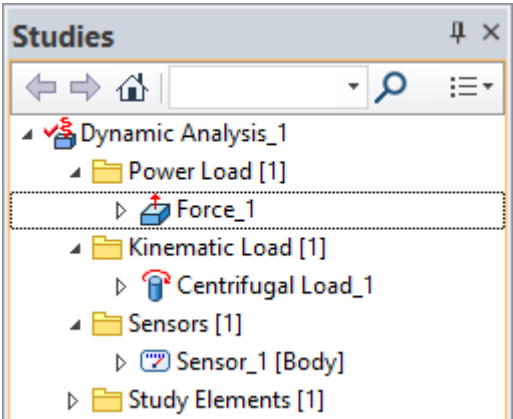 Studies
Dynamic Analysis_1
Power Load [1]
Force_1
Kinematic Load [1]
Centrifugal Load_1
Sensors [1]
Sensor_1 [Body]
Study Elements [1]